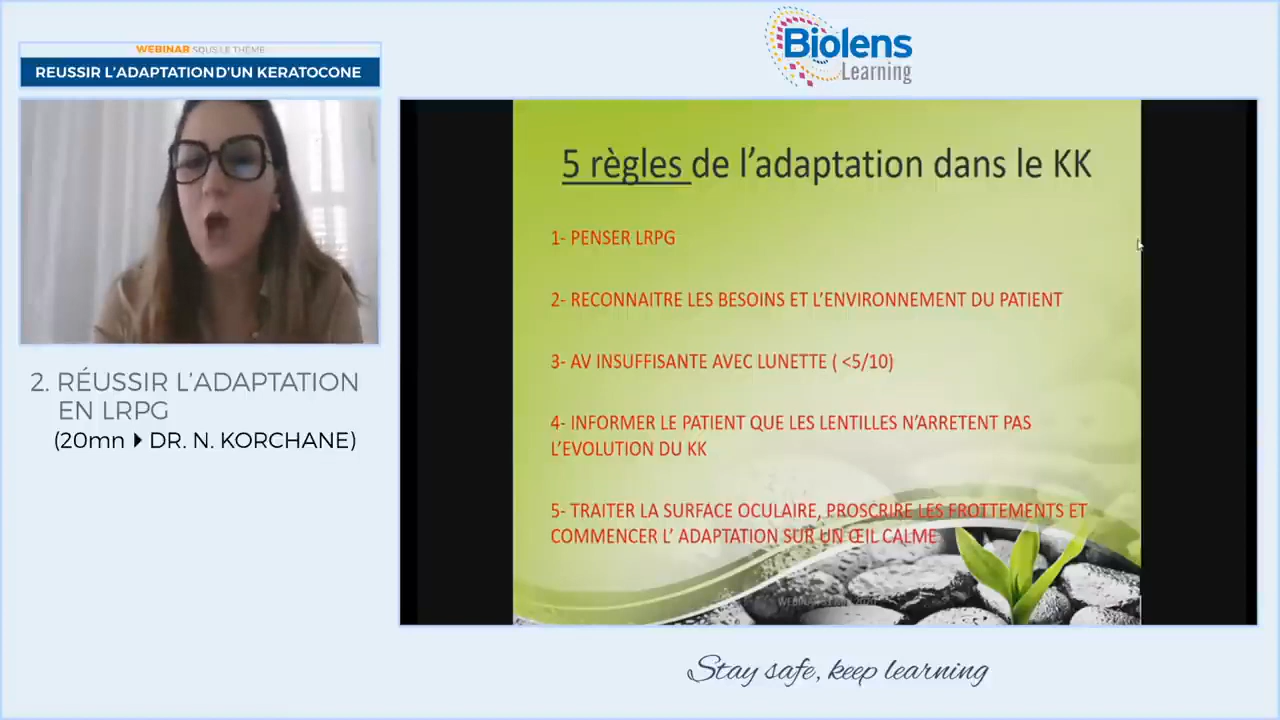 WEBINAR SOUS LE THÈME
REUSSIR L'ADAPTATION D'UN KERATOCONE
Biolens
Learning
5 règles de l'adaptation dans le KK
1- PENSER LRPG
2- RECONNAITRE LES BESOINS ET L'ENVIRONNEMENT DU PATIENT
3- AV INSUFFISANTE AVEC LUNETTE ( <5/10)
4- INFORMER LE PATIENT QUE LES LENTILLES N'ARRETENT PAS
L'EVOLUTION DU KK
5- TRAITER LA SURFACE OCULAIRE, PROSCRIRE LES FROTTEMENTS ET
COMMENCER L' ADAPTATION SUR UN ŒIL CALME
2. RÉUSSIR L'ADAPTATION
EN LRPG
(20mn DR. N. KORCHANE)
Stay safe, keep learning